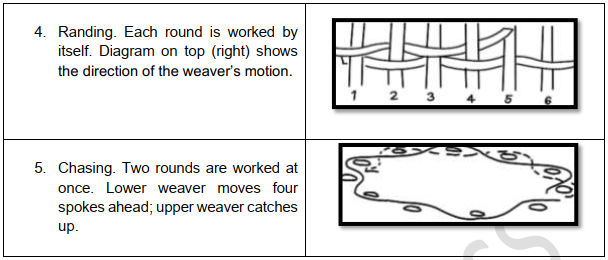 4. Randing. Each round is worked by
itself. Diagram on top (right) shows
the direction of the weaver's motion.
1 2 3 4 5 6
5. Chasing. Two rounds are worked at
once. Lower weaver moves four
spokes ahead; upper weaver catches
up.